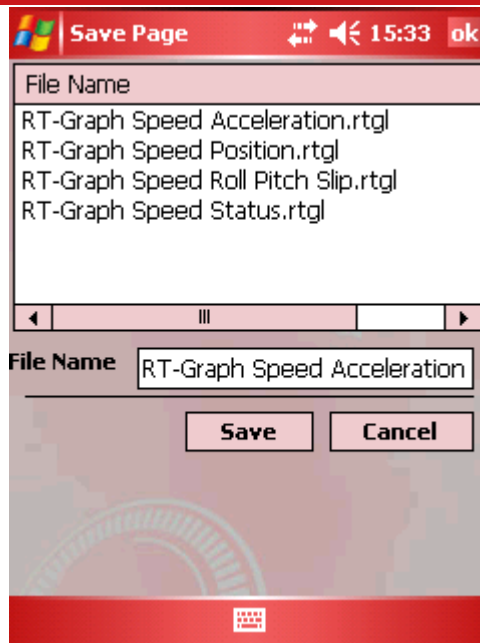 Save Page 15:33 ok
File Name
RT-Graph Speed Acceleration.rtgl
RT-Graph Speed Position.rtgl
RT-Graph Speed Roll Pitch Slip.rtgl
RT-Graph Speed Status.rtgl
File Name RT-Graph Speed Acceleration
Save Cancel